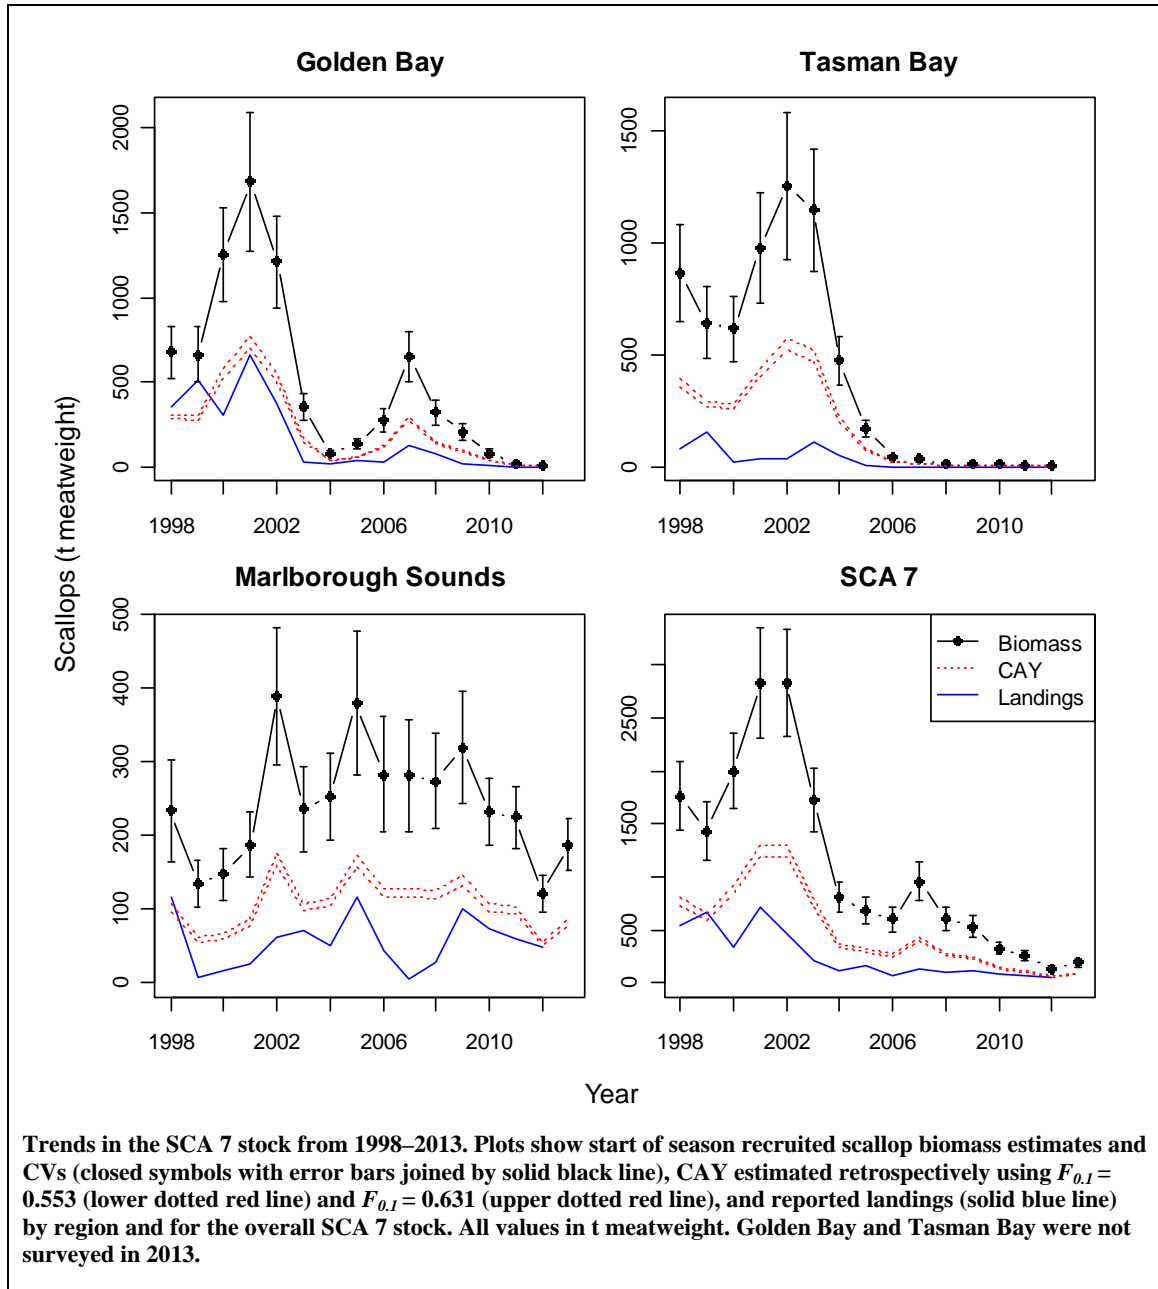 Golden Bay
Tasman Bay
2000
1500
1000
500
0
1500
1000
500
0
1998 2002 2006 2010
1998 2002 2006 2010
Scallops (t meatweight)
Marlborough Sounds
SCA 7
500
400
300
200
100
0
2500
1500
500
0
Biomass
CAY
Landings
1998 2002 2006 2010
1998 2002 2006 2010
Year
Trends in the SCA 7 stock from 1998–2013. Plots show start of season recruited scallop biomass estimates and
CVs (closed symbols with error bars joined by solid black line), CAY estimated retrospectively using F0.1 =
0.553 (lower dotted red line) and F0.1 = 0.631 (upper dotted red line), and reported landings (solid blue line)
by region and for the overall SCA 7 stock. All values in t meatweight. Golden Bay and Tasman Bay were not
surveyed in 2013.